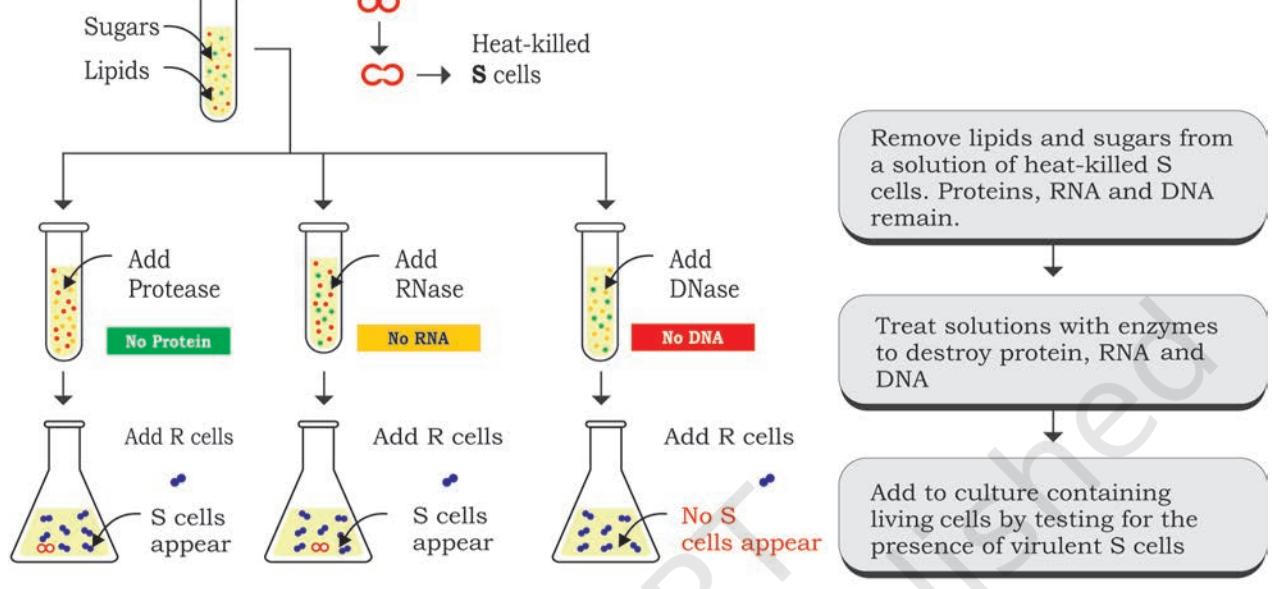 Sugars
Lipids
Heat-killed
S cells
Add
Protease
No Protein
Add
RNase
No RNA
Add
DNase
No DNA
Add R cells
S cells
appear
Add R cells
S cells
appear
Add R cells
No S
cells appear
Remove lipids and sugars from
a solution of heat-killed S
cells. Proteins, RNA and DNA
remain.
Treat solutions with enzymes
to destroy protein, RNA and
DNA
Add to culture containing
living cells by testing for the
presence of virulent S cells